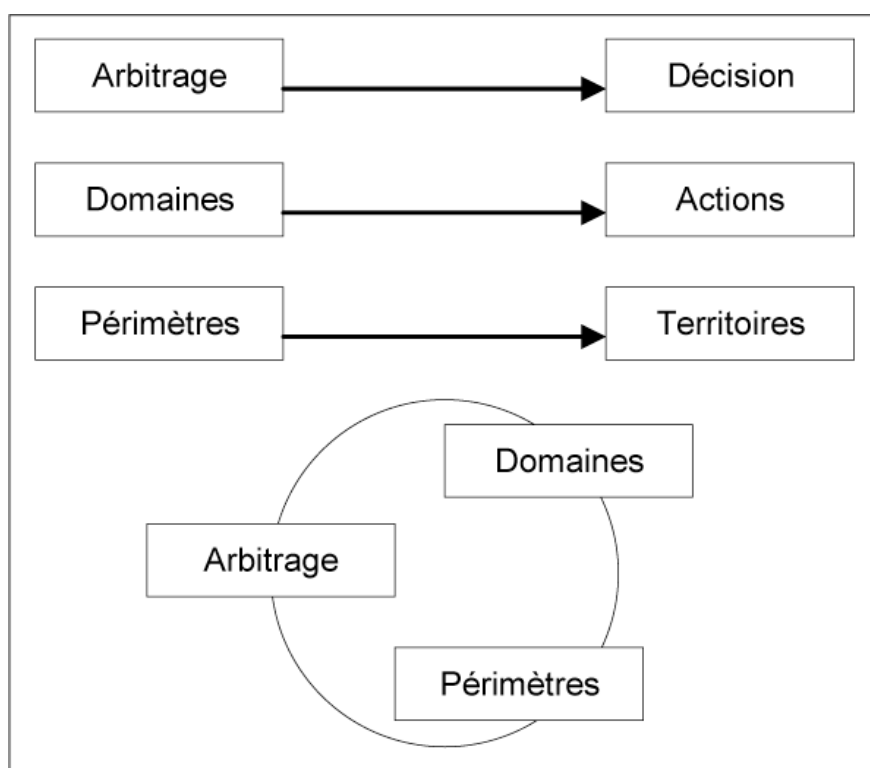 Arbitrage
Décision
Domaines
Actions
Périmètres
Territoires
Domaines
Arbitrage
Périmètres